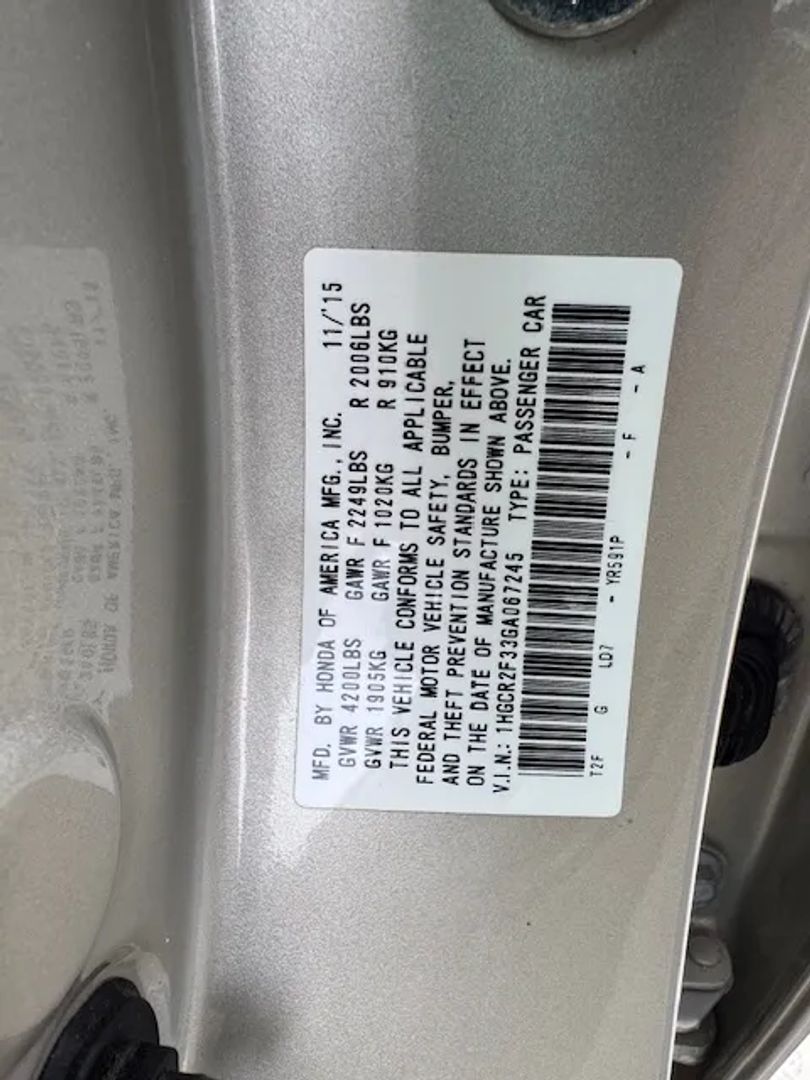 MFD. BY HONDA OF AMERICA MFG., INC. 11/'15
GVWR 4200LBS GAWR F 2249LBS R 2006LBS
GVWR 1905KG GAWR F 1020KG R 910KG
THIS VEHICLE CONFORMS TO ALL APPLICABLE
FEDERAL MOTOR VEHICLE SAFETY, BUMPER,
AND THEFT PREVENTION STANDARDS IN EFFECT
ON THE DATE OF MANUFACTURE SHOWN ABOVE.
V.I.N.: 1HGCR2F33GA067245 TYPE: PASSENGER CAR
T2F G LD7 - YR591P - F - A